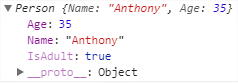 ▼ Person {Name: "Anthony", Age: 35}
Age: 35
Name: "Anthony"
IsAdult: true
▶ __proto__: Object